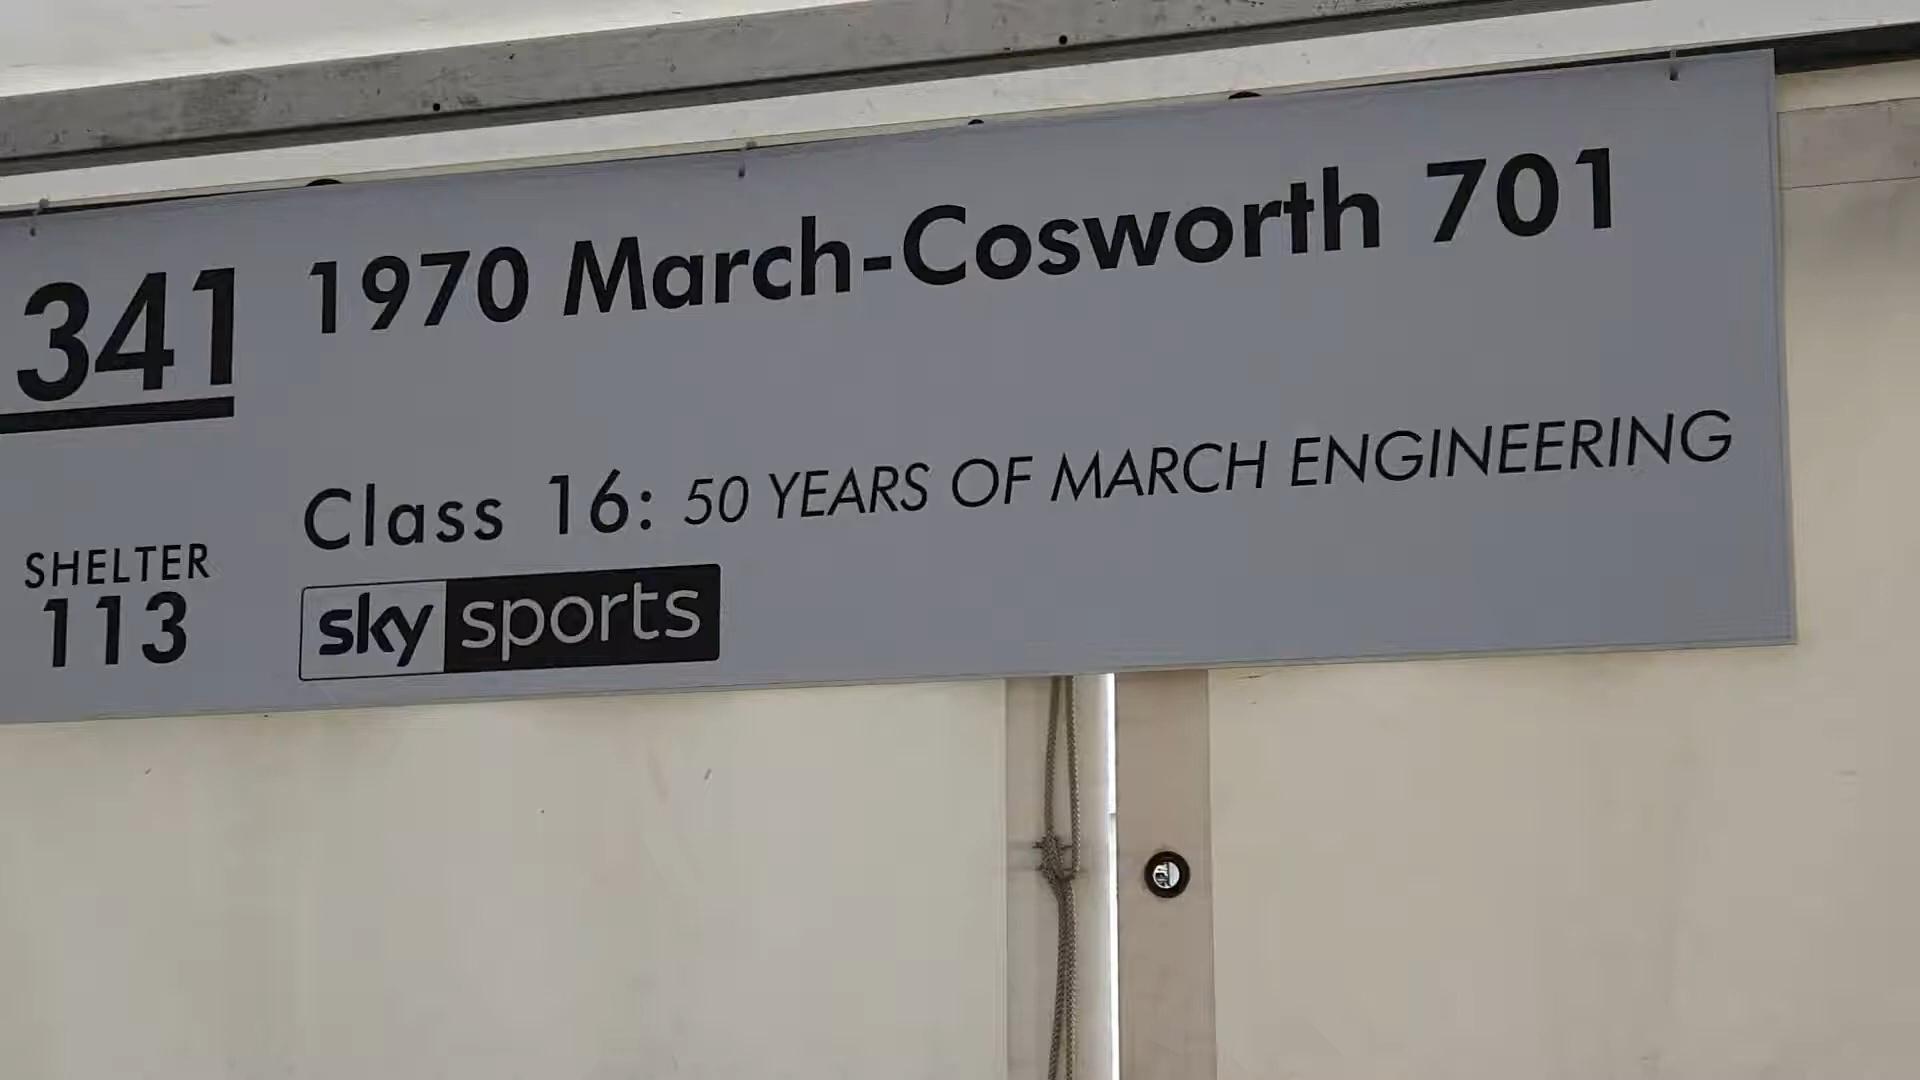 341
1970 March-Cosworth 701
Class 16: 50 YEARS OF MARCH ENGINEERING
SHELTER
113
sky sports